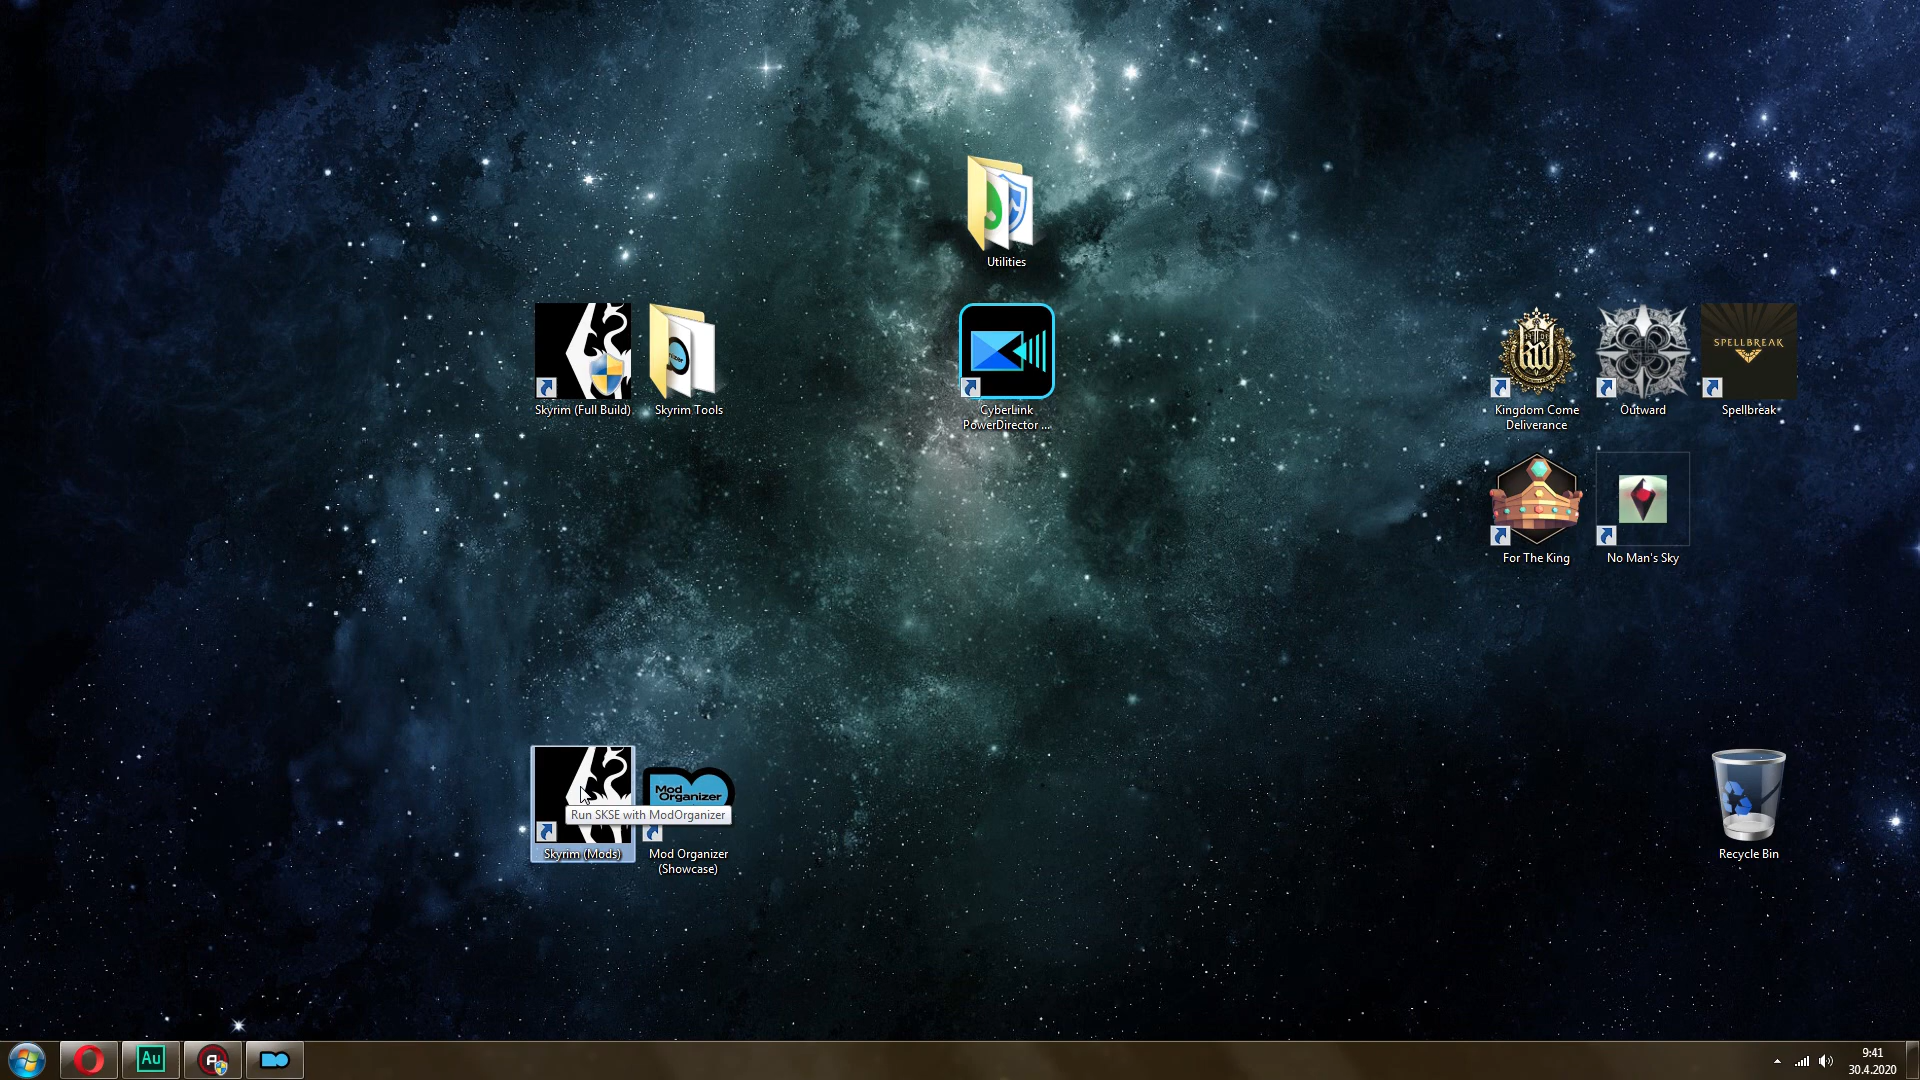 Utilities
Skyrim (Full Build)
Skyrim Tools
CyberLink
PowerDirector ...
Kingdom Come
Deliverance
Outward
SPELLBREAK
Spellbreak
For The King
No Man's Sky
Mod
Organizer
Run SKSE with ModOrganizer
Skyrim (Mods)
Mod Organizer
(Showcase)
Recycle Bin
Au
9:41
30.4.2020